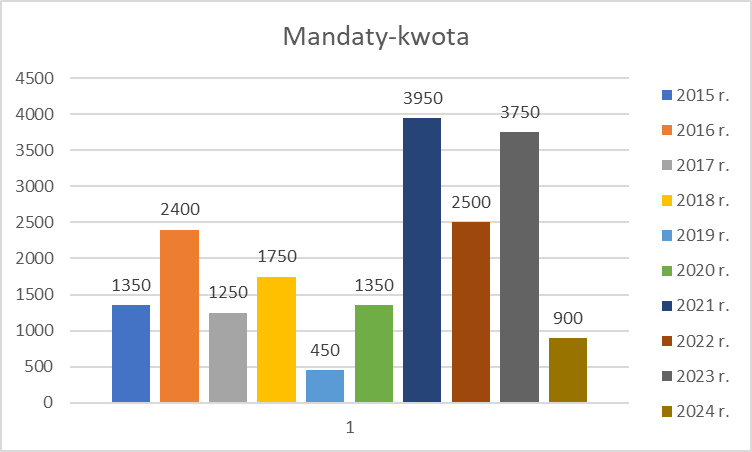 Mandaty-kwota
4500
4000
3500
3000
2500
2000
1500
1000
500
0
1350
2400
1250
1750
450
1350
3950
2500
3750
900
1
2015 r.
2016 r.
2017 r.
2018 r.
2019 r.
2020 r.
2021 r.
2022 r.
2023 r.
2024 r.